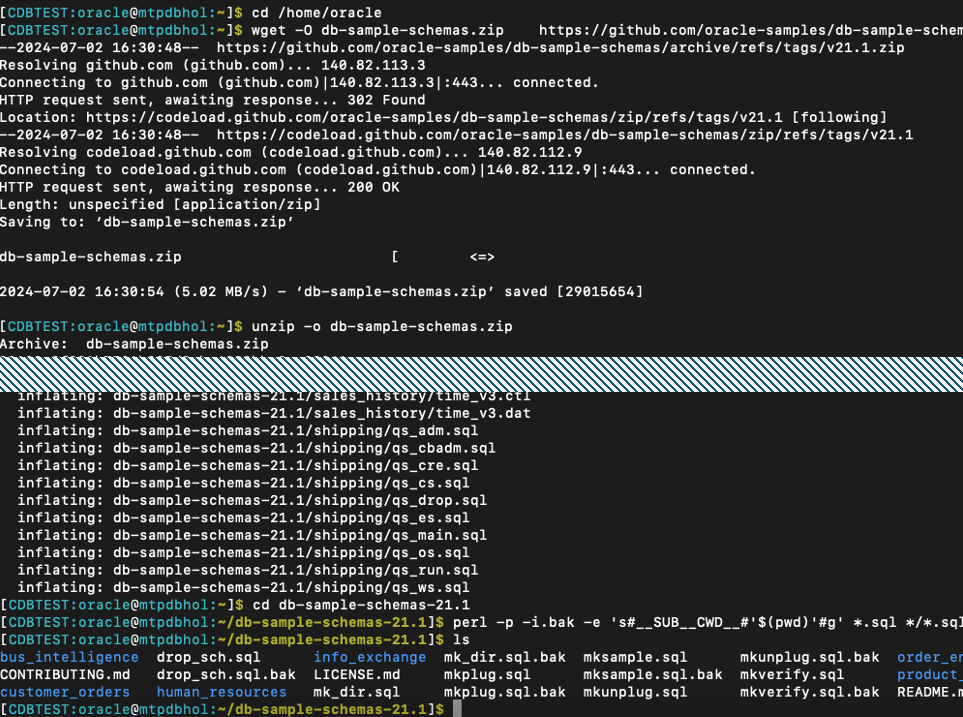 [CDBTEST:oracle@mtpdbhol:~]$ cd /home/oracle
[CDBTEST:oracle@mtpdbhol:~]$ wget -O db-sample-schemas.zip    https://github.com/oracle-samples/db-sample-schem
--2024-07-02 16:30:48--  https://github.com/oracle-samples/db-sample-schemas/archive/refs/tags/v21.1.zip
Resolving github.com (github.com)... 140.82.113.3
Connecting to github.com (github.com)|140.82.113.3|:443... connected.
HTTP request sent, awaiting response... 302 Found
Location: https://codeload.github.com/oracle-samples/db-sample-schemas/zip/refs/tags/v21.1 [following]
--2024-07-02 16:30:48--  https://codeload.github.com/oracle-samples/db-sample-schemas/zip/refs/tags/v21.1
Resolving codeload.github.com (codeload.github.com)... 140.82.112.9
Connecting to codeload.github.com (codeload.github.com)|140.82.112.9|:443... connected.
HTTP request sent, awaiting response... 200 OK
Length: unspecified [application/zip]
Saving to: ‘db-sample-schemas.zip’
db-sample-schemas.zip                        [        <=>
2024-07-02 16:30:54 (5.02 MB/s) - ‘db-sample-schemas.zip’ saved [29015654]
[CDBTEST:oracle@mtpdbhol:~]$ unzip -o db-sample-schemas.zip
Archive:  db-sample-schemas.zip
  inflating: db-sample-schemas-21.1/sales_history/time_v3.ctl
  inflating: db-sample-schemas-21.1/sales_history/time_v3.dat
  inflating: db-sample-schemas-21.1/shipping/qs_adm.sql
  inflating: db-sample-schemas-21.1/shipping/qs_cbadm.sql
  inflating: db-sample-schemas-21.1/shipping/qs_cre.sql
  inflating: db-sample-schemas-21.1/shipping/qs_cs.sql
  inflating: db-sample-schemas-21.1/shipping/qs_drop.sql
  inflating: db-sample-schemas-21.1/shipping/qs_es.sql
  inflating: db-sample-schemas-21.1/shipping/qs_main.sql
  inflating: db-sample-schemas-21.1/shipping/qs_os.sql
  inflating: db-sample-schemas-21.1/shipping/qs_run.sql
  inflating: db-sample-schemas-21.1/shipping/qs_ws.sql
[CDBTEST:oracle@mtpdbhol:~]$ cd db-sample-schemas-21.1
[CDBTEST:oracle@mtpdbhol:~/db-sample-schemas-21.1]$ perl -p -i.bak -e 's#__SUB__CWD__#'$(pwd)'#g' *.sql */*.sql
[CDBTEST:oracle@mtpdbhol:~/db-sample-schemas-21.1]$ ls
bus_intelligence  drop_sch.sql      info_exchange  mk_dir.sql.bak  mksample.sql      mkunplug.sql.bak  order_en
CONTRIBUTING.md   drop_sch.sql.bak  LICENSE.md     mkplug.sql      mksample.sql.bak  mkverify.sql      product_
customer_orders   human_resources   mk_dir.sql     mkplug.sql.bak  mkunplug.sql      mkverify.sql.bak  README.m
[CDBTEST:oracle@mtpdbhol:~/db-sample-schemas-21.1]$